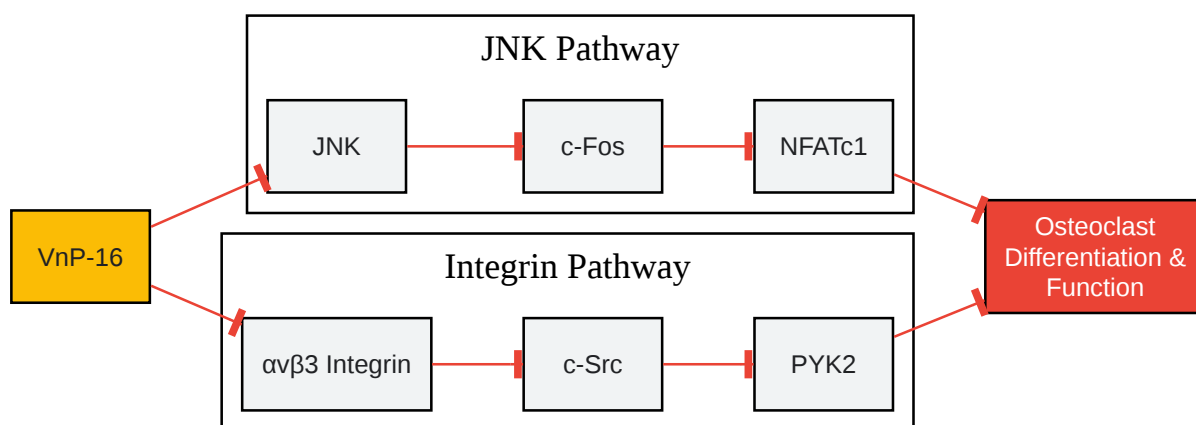 JNK Pathway
JNK
c-Fos
NFATc1
VnP-16
Osteoclast
Differentiation &
Function
Integrin Pathway
αvβ3 Integrin
c-Src
PYK2